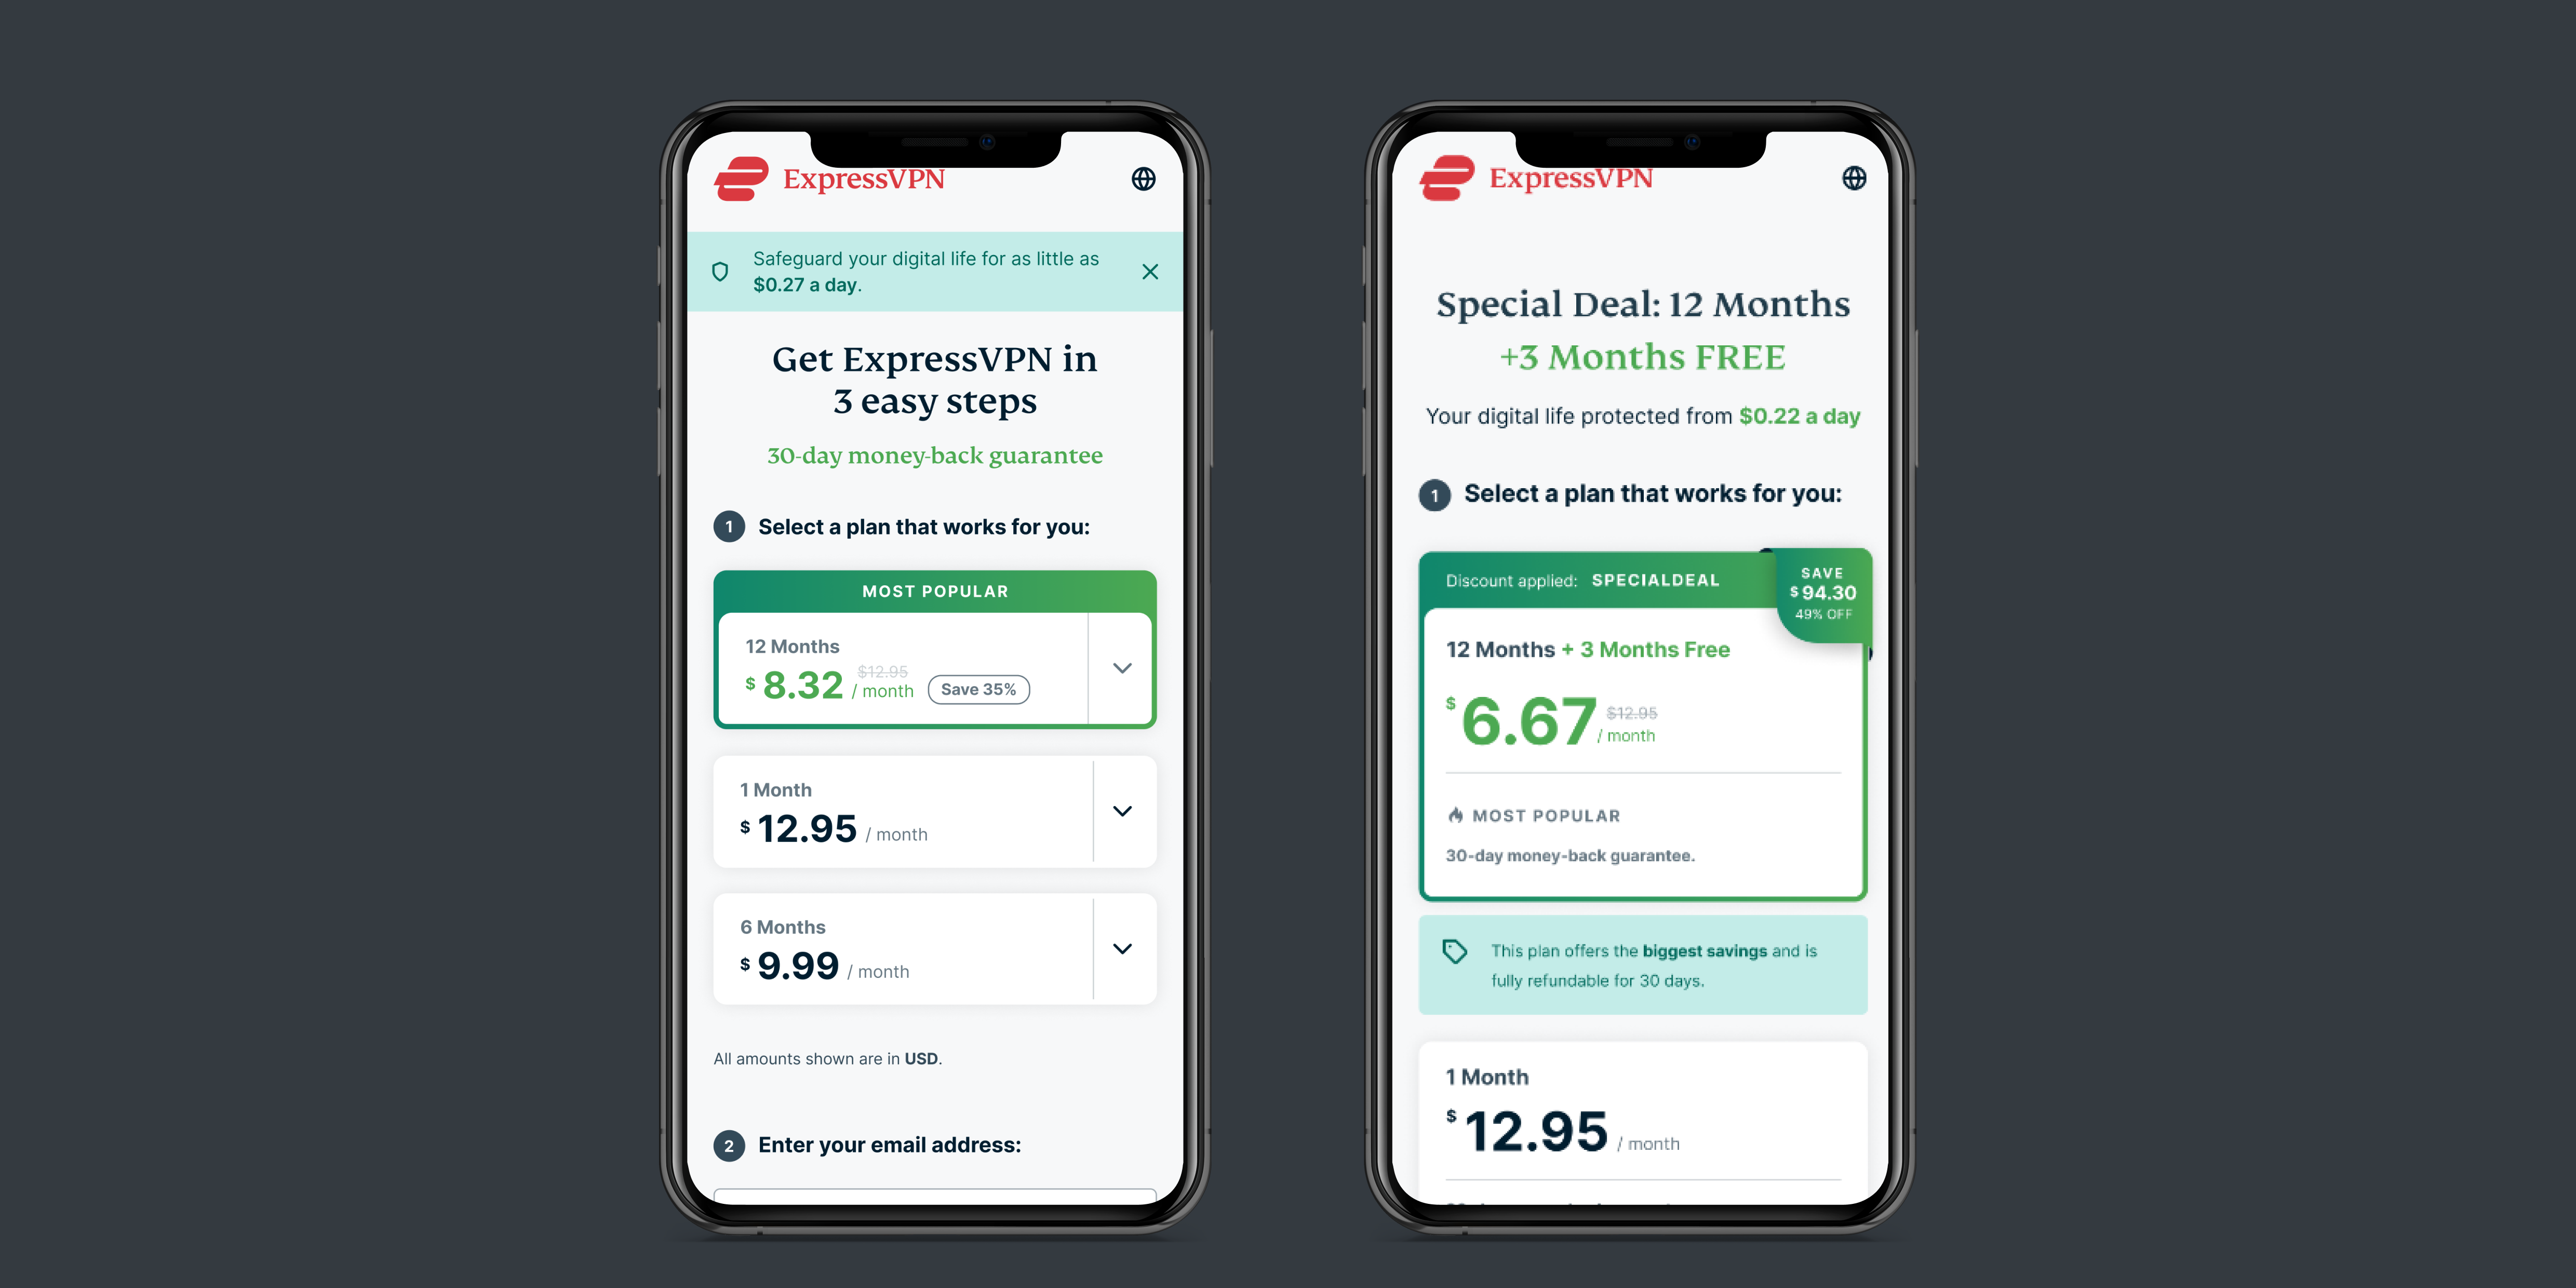 ExpressVPN
Safeguard your digital life for as little as
$0.27 a day.
Get ExpressVPN in
3 easy steps
30-day money-back guarantee
1 Select a plan that works for you:
MOST POPULAR
12 Months
$ 8.32 $12.95 / month Save 35%
1 Month
$ 12.95 / month
6 Months
$ 9.99 / month
All amounts shown are in USD.
2 Enter your email address:
ExpressVPN
Special Deal: 12 Months
+3 Months FREE
Your digital life protected from $0.22 a day
1 Select a plan that works for you:
Discount applied: SPECIALDEAL
SAVE
$94.30
49% OFF
12 Months + 3 Months Free
$ 6.67 $12.95 / month
MOST POPULAR
30-day money-back guarantee.
This plan offers the biggest savings and is
fully refundable for 30 days.
1 Month
$ 12.95 / month